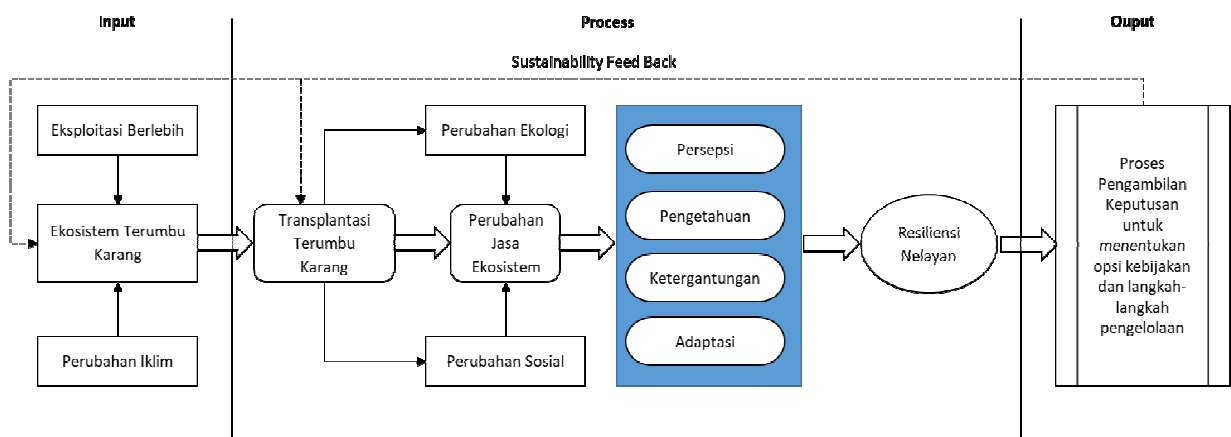 Input
Process
Ouput
Sustainability Feed Back
Eksploitasi Berlebih
Ekosistem Terumbu
Karang
Perubahan Iklim
Transplantasi
Terumbu
Karang
Perubahan Ekologi
Perubahan
Jasa
Ekosistem
Perubahan Sosial
Persepsi
Pengetahuan
Ketergantungan
Adaptasi
Resiliensi
Nelayan
Proses
Pengambilan
Keputusan
untuk
menentukan
opsi kebijakan
dan langkah-
langkah
pengelolaan